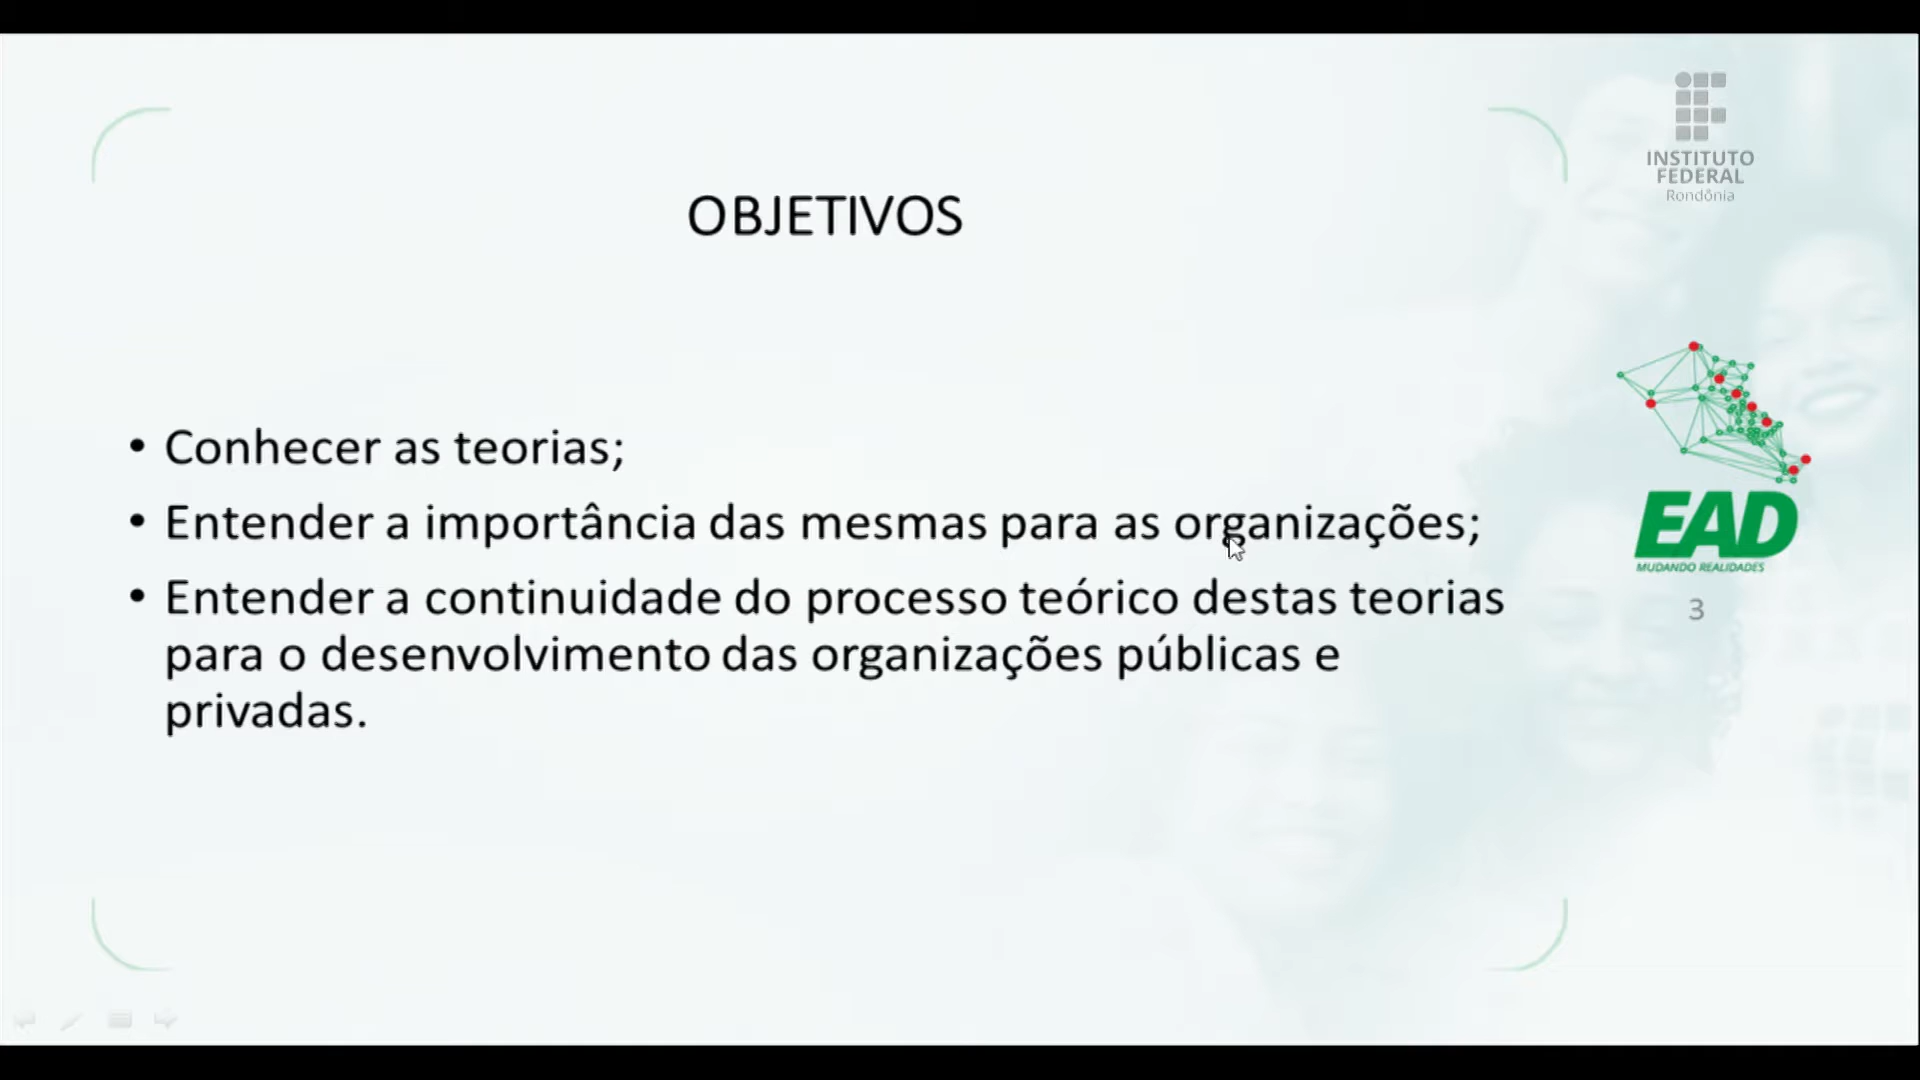 INSTITUTO
FEDERAL
Rondônia
OBJETIVOS
• Conhecer as teorias;
• Entender a importância das mesmas para as organizações;
• Entender a continuidade do processo teórico destas teorias
para o desenvolvimento das organizações públicas e
privadas.
EAD
MUDANDO REALIDADES
3